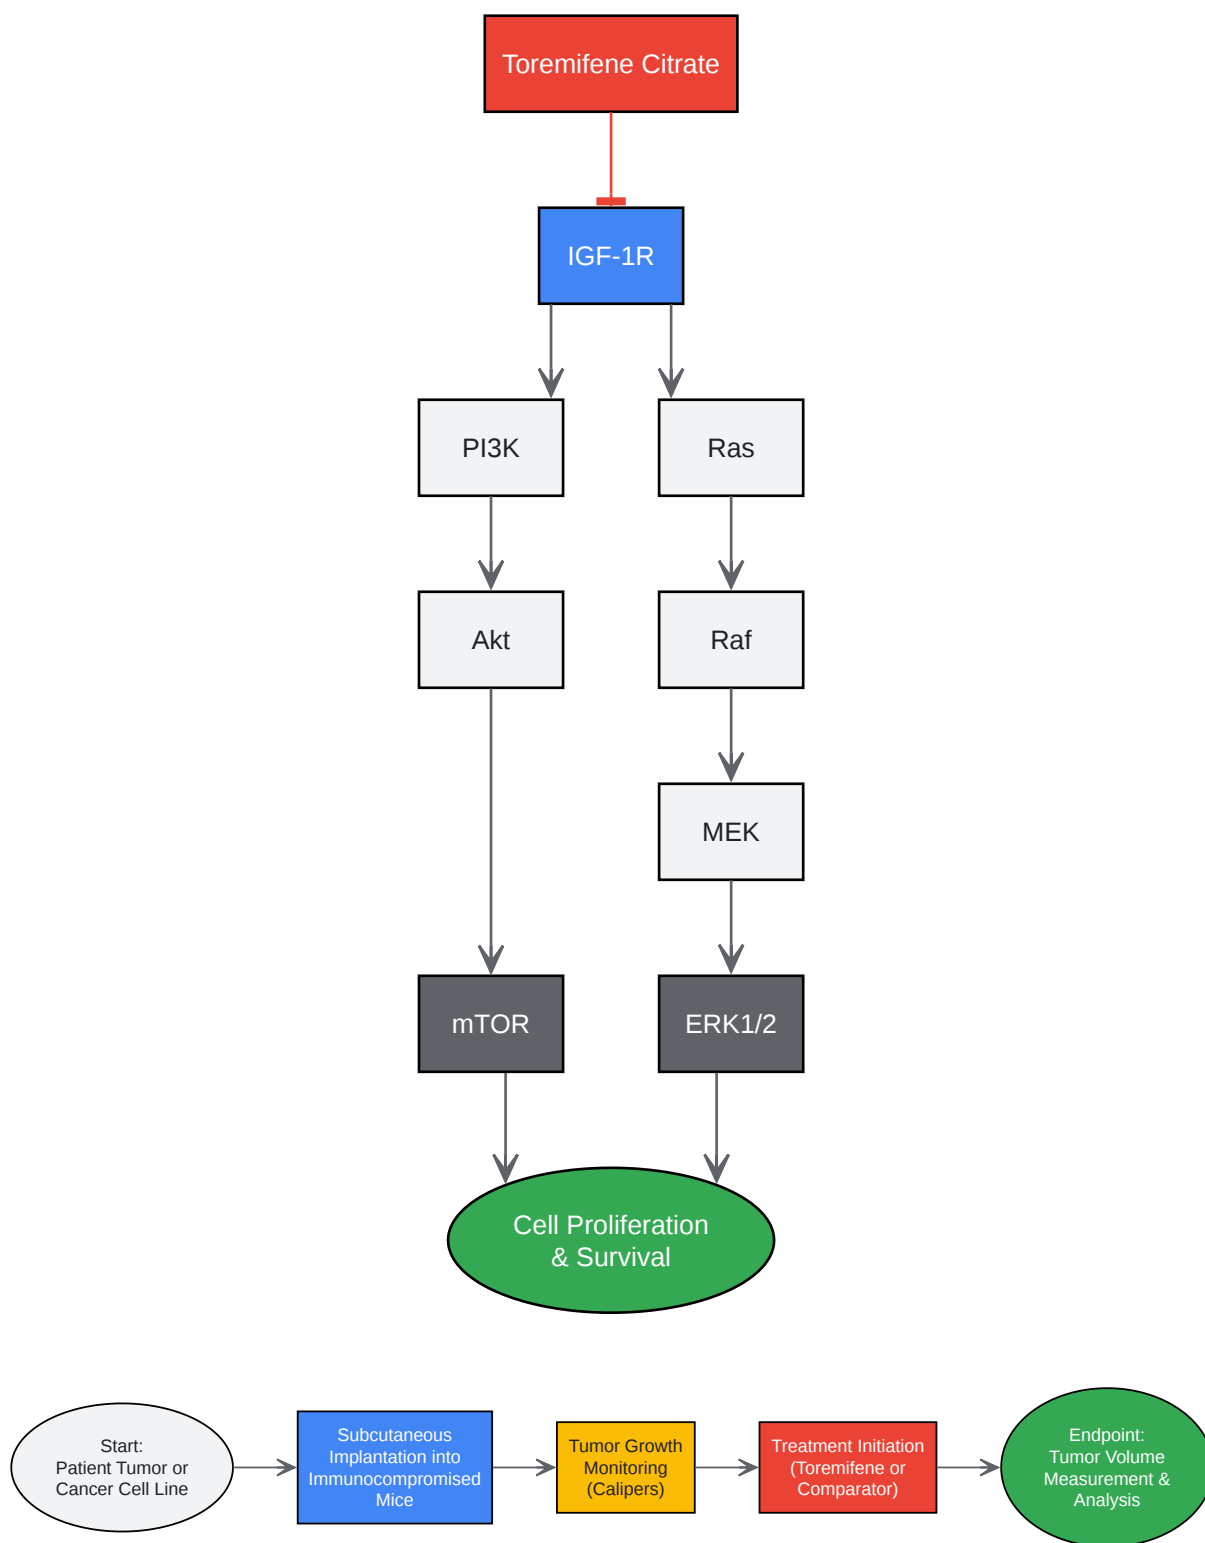 Toremifene Citrate
IGF-1R
PI3K
Ras
Akt
Raf
MEK
mTOR
ERK1/2
Cell Proliferation
& Survival
Start:
Patient Tumor or
Cancer Cell Line
Subcutaneous
Implantation into
Immunocompromised
Mice
Tumor Growth
Monitoring
(Calipers)
Treatment Initiation
(Toremifene or
Comparator)
Endpoint:
Tumor Volume
Measurement &
Analysis